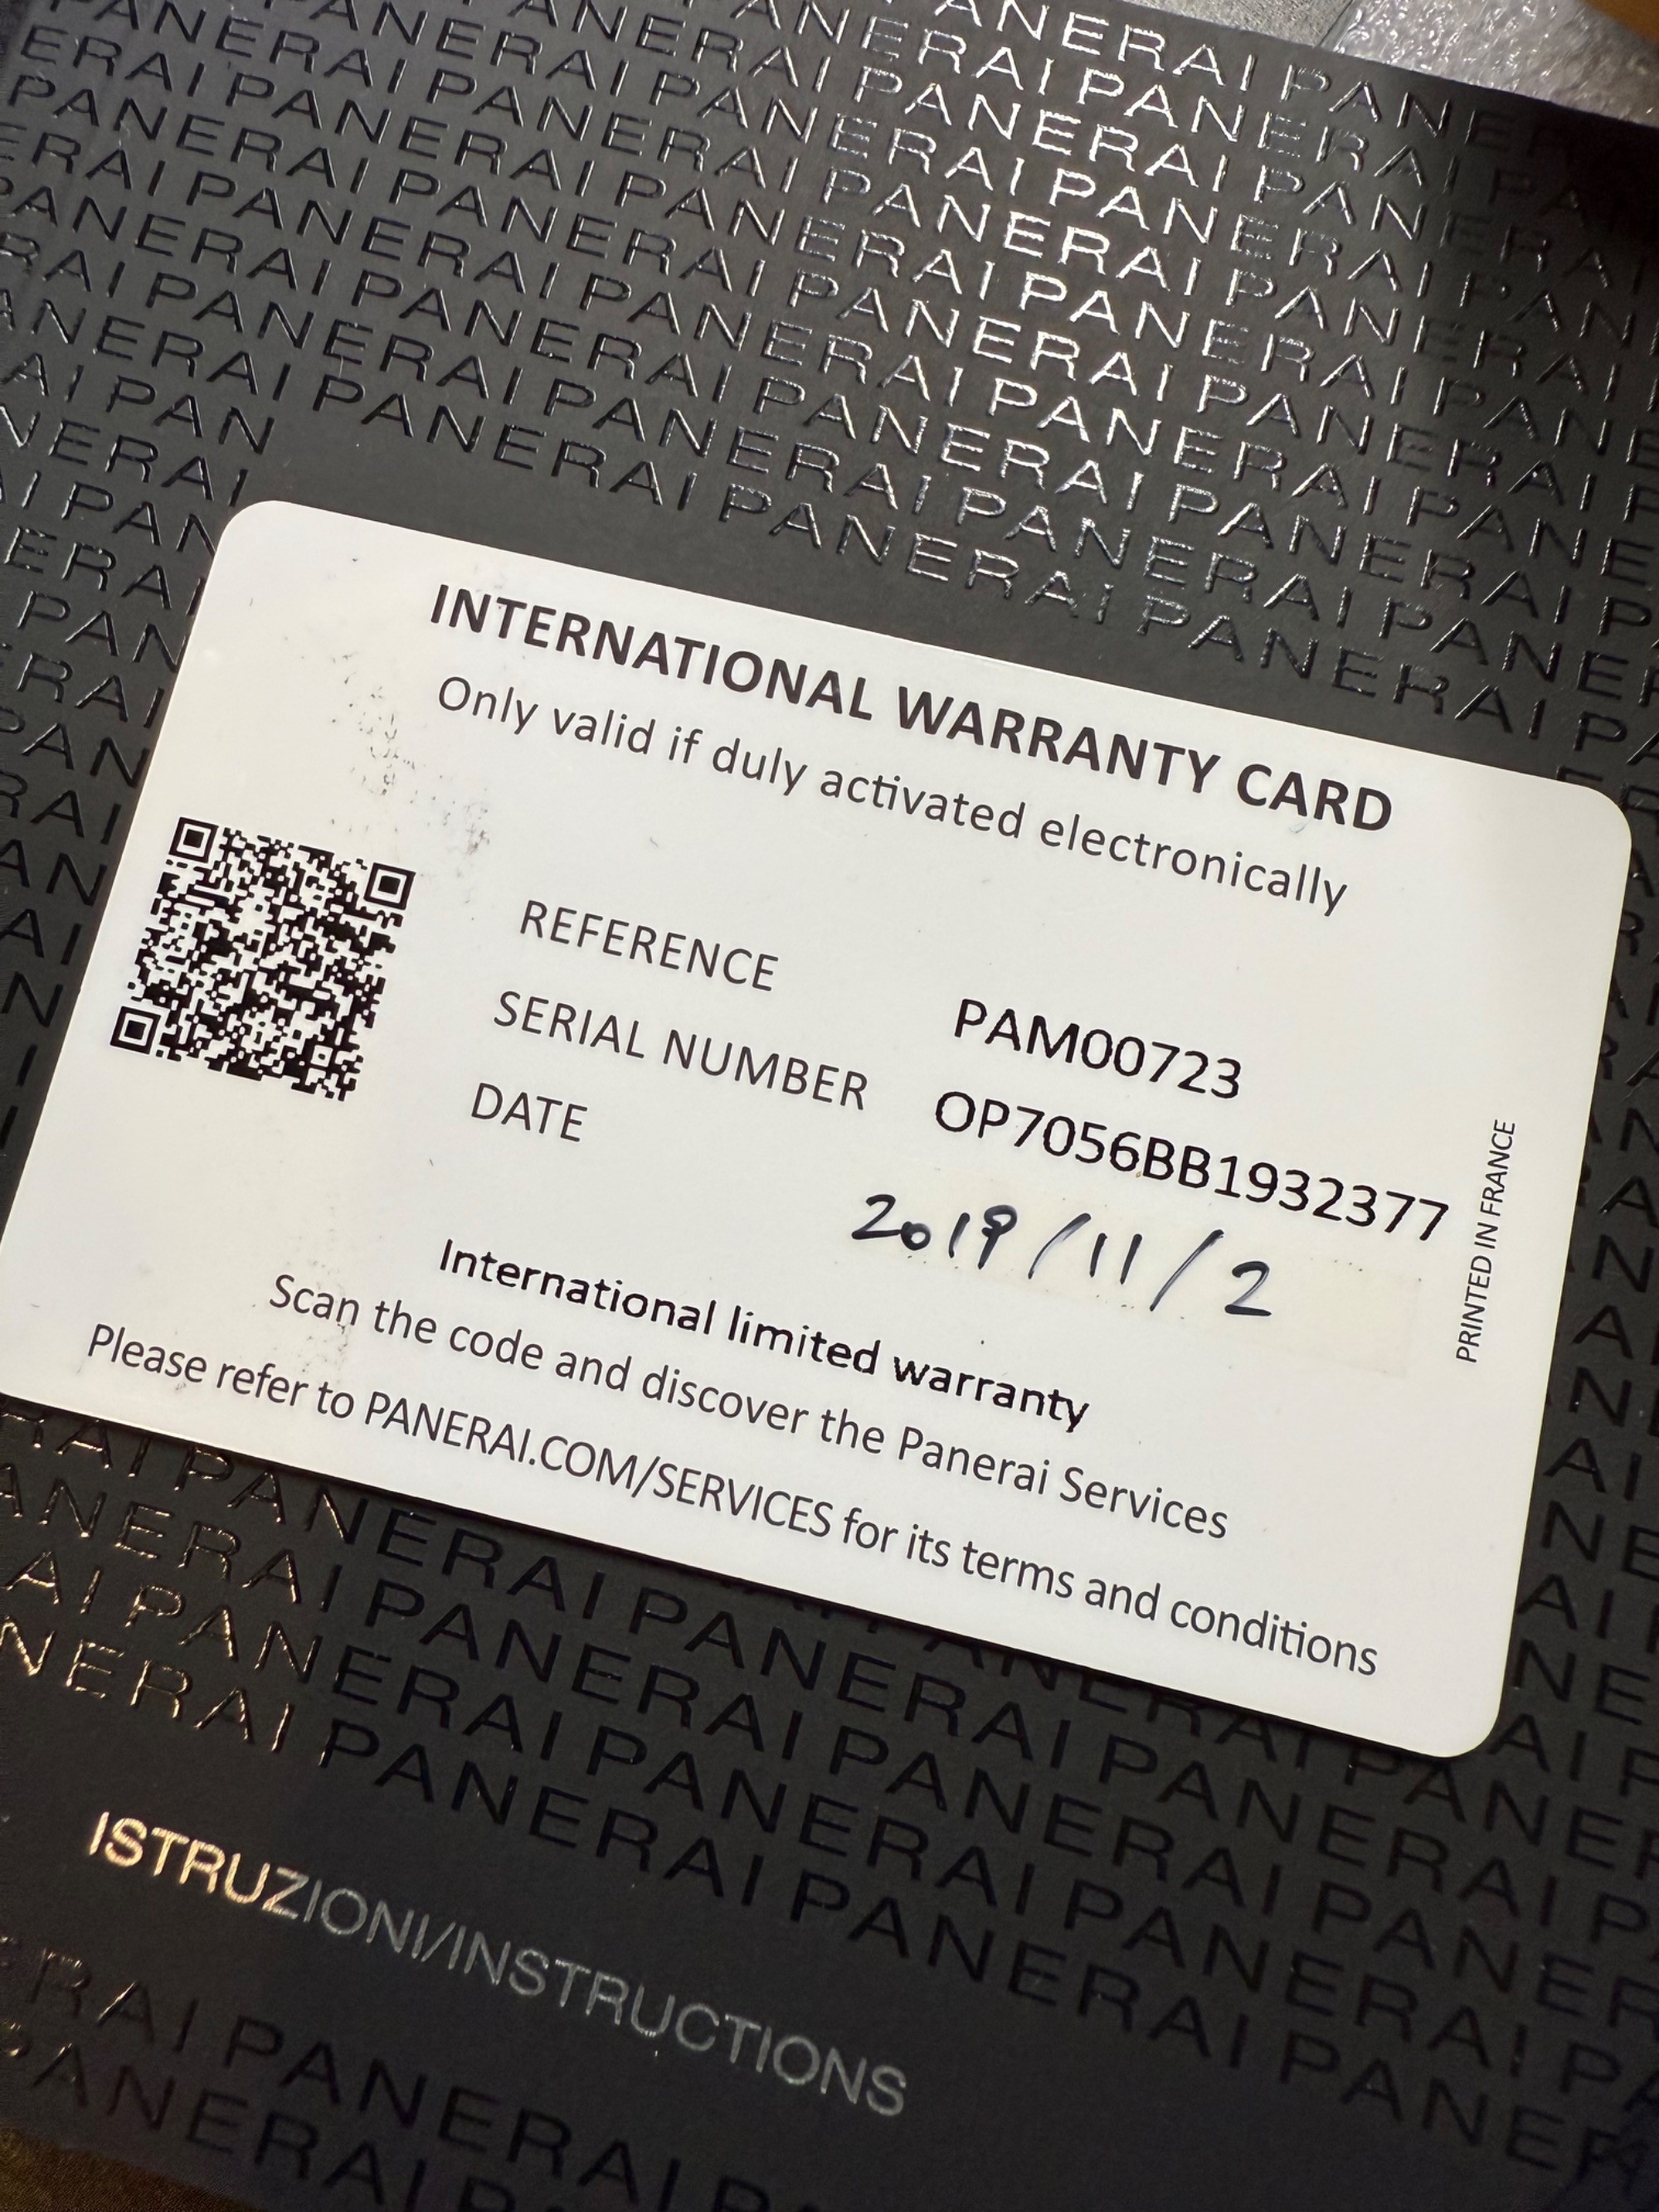 INTERNATIONAL WARRANTY CARD
Only valid if duly activated electronically
REFERENCE PAM00723
SERIAL NUMBER OP7056BB1932377
DATE 2019/11/2
International limited warranty
Scan the code and discover the Panerai Services
Please refer to PANERAI.COM/SERVICES for its terms and conditions
PRINTED IN FRANCE
ISTRUZIONI/INSTRUCTIONS